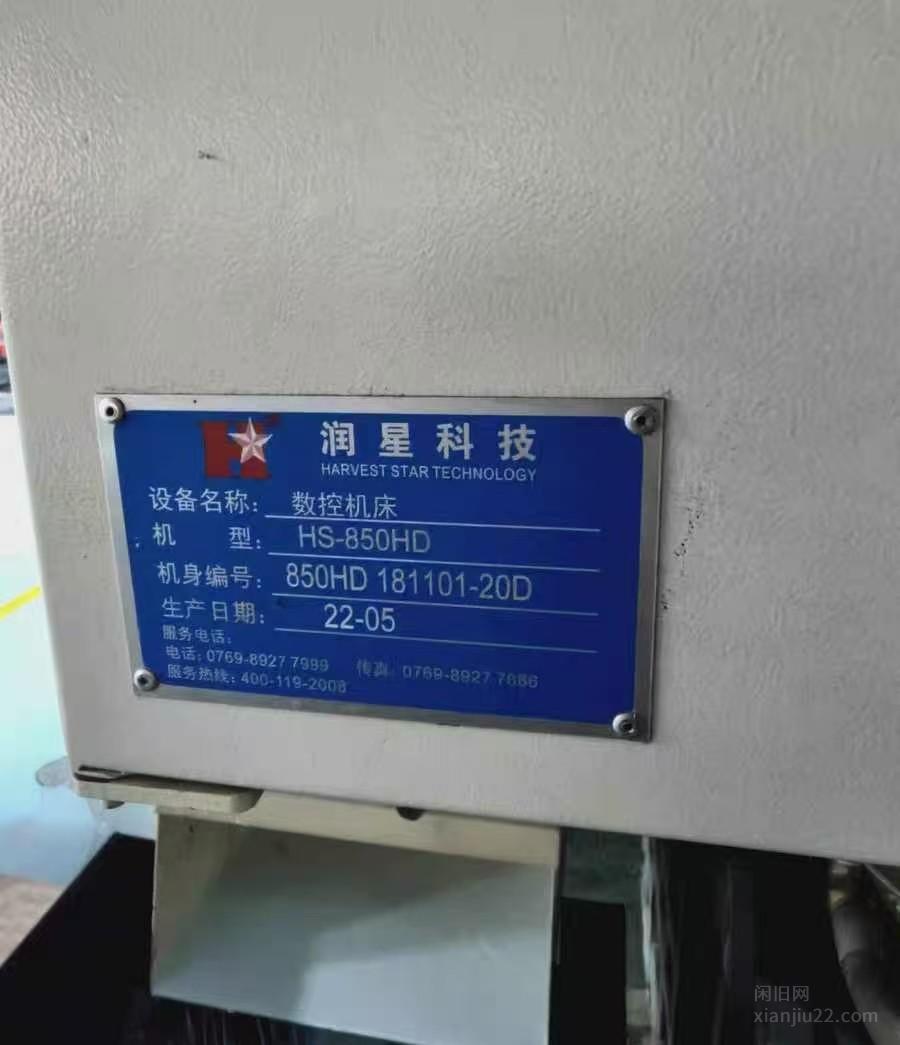 润星科技
HARVEST STAR TECHNOLOGY
设备名称: 数控机床
机 型: HS-850HD
机身编号: 850HD 181101-20D
生产日期: 22-05
服务电话:
电话: 0769-8927 7999 传真: 0769-8927 7686
服务热线: 400-119-2008
闲旧网
xianjiu22.com